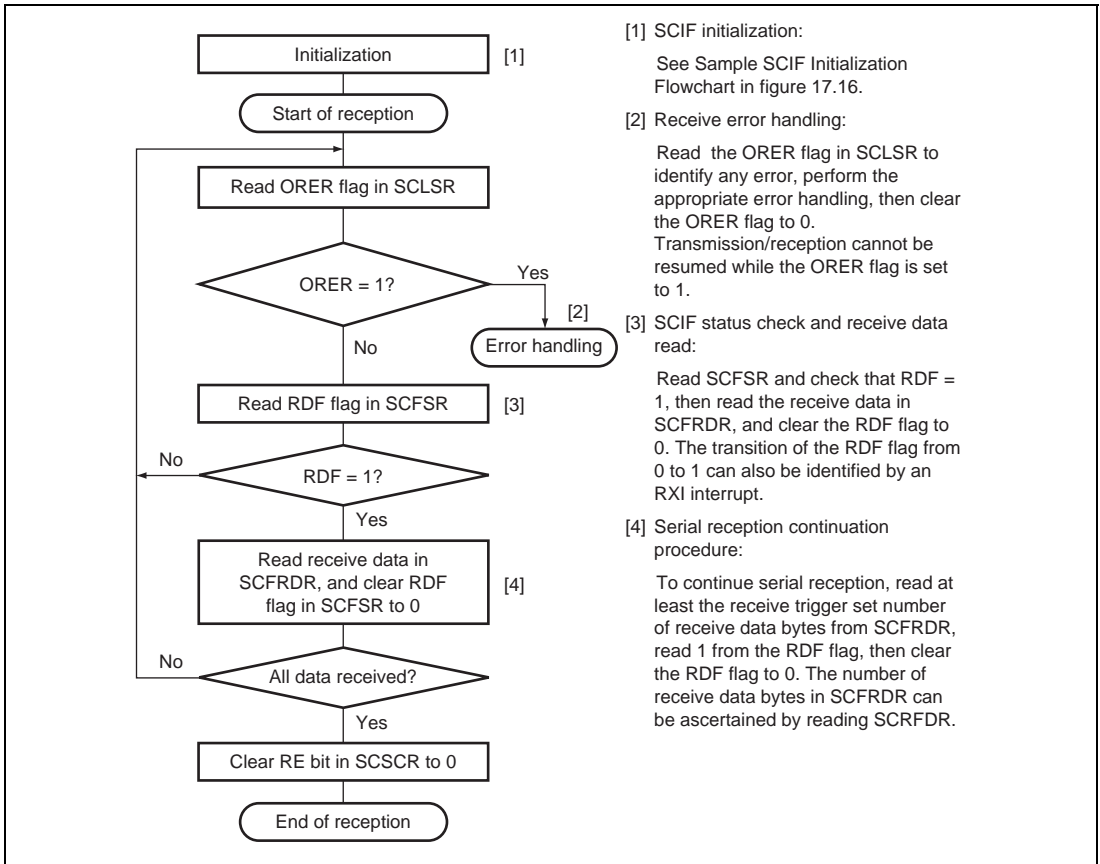 Initialization
[1]
Start of reception
Read ORER flag in SCLSR
ORER = 1?
Yes
[2]
Error handling
No
Read RDF flag in SCFSR
[3]
No
RDF = 1?
Yes
Read receive data in
SCFRDR, and clear RDF
flag in SCFSR to 0
[4]
No
All data received?
Yes
Clear RE bit in SCSCR to 0
End of reception
[1] SCIF initialization:
See Sample SCIF Initialization
Flowchart in figure 17.16.
[2] Receive error handling:
Read the ORER flag in SCLSR to
identify any error, perform the
appropriate error handling, then clear
the ORER flag to 0.
Transmission/reception cannot be
resumed while the ORER flag is set
to 1.
[3] SCIF status check and receive data
read:
Read SCFSR and check that RDF =
1, then read the receive data in
SCFRDR, and clear the RDF flag to
0. The transition of the RDF flag from
0 to 1 can also be identified by an
RXI interrupt.
[4] Serial reception continuation
procedure:
To continue serial reception, read at
least the receive trigger set number
of receive data bytes from SCFRDR,
read 1 from the RDF flag, then clear
the RDF flag to 0. The number of
receive data bytes in SCFRDR can
be ascertained by reading SCRFDR.